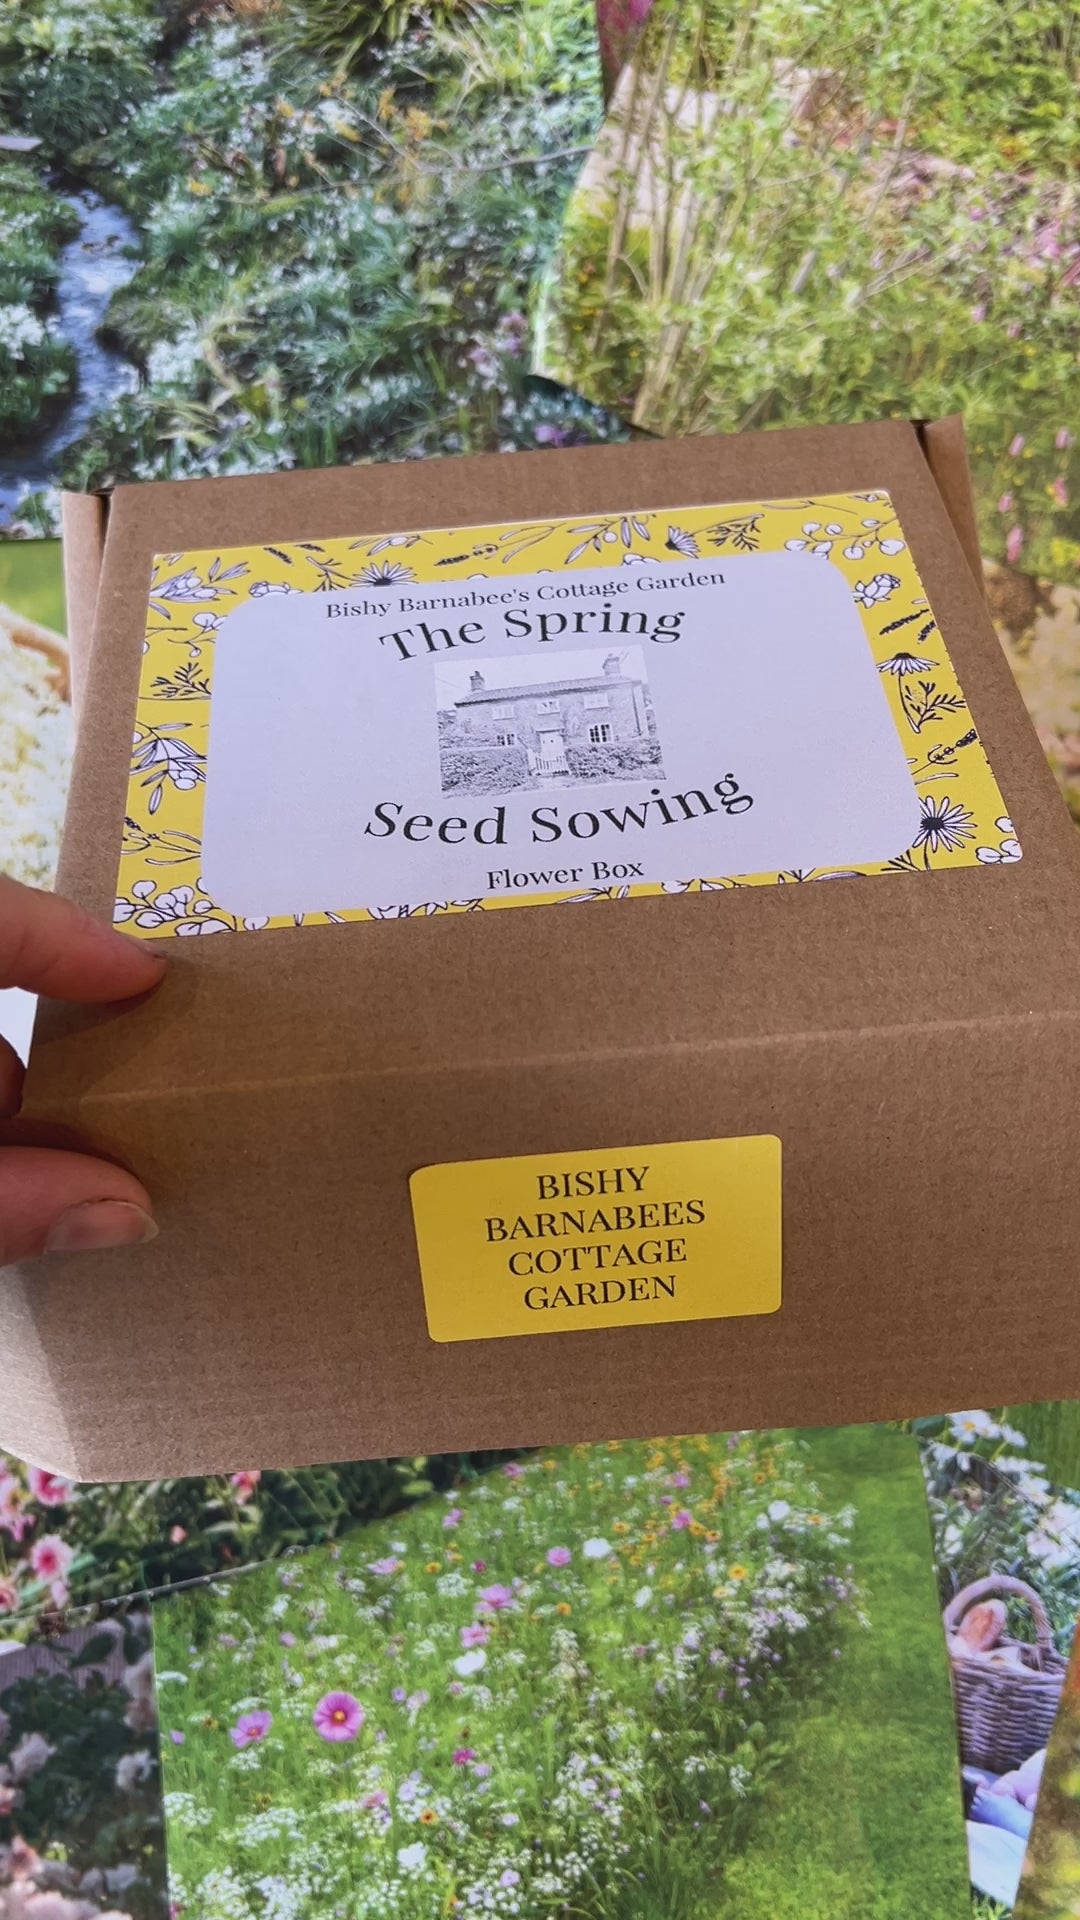 Bishy Barnabee's Cottage Garden
The Spring
Seed Sowing
Flower Box
BISHY
BARNABEES
COTTAGE
GARDEN